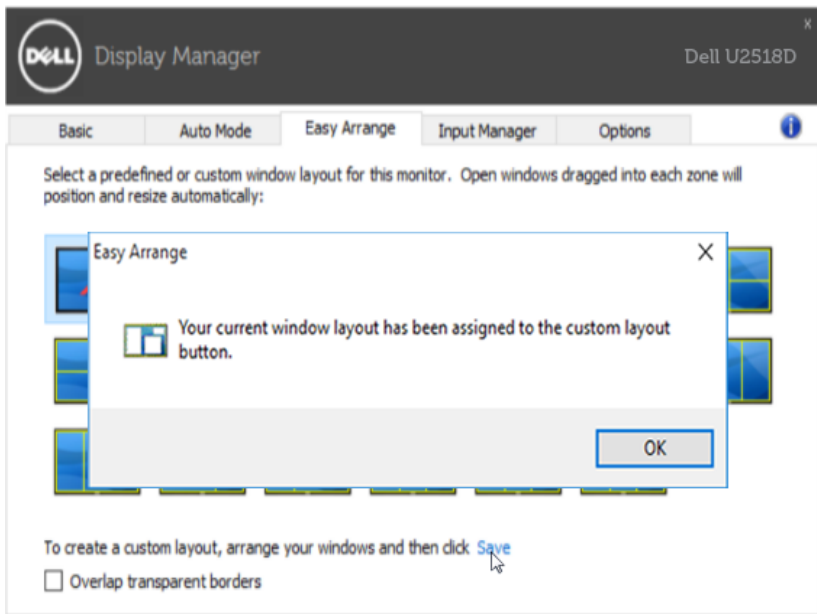 DELL Display Manager
x
Dell U2518D
Basic Auto Mode Easy Arrange Input Manager Options i
Select a predefined or custom window layout for this monitor. Open windows dragged into each zone will
position and resize automatically:
Easy Arrange X
Your current window layout has been assigned to the custom layout
button.
OK
To create a custom layout, arrange your windows and then click Save
Overlap transparent borders